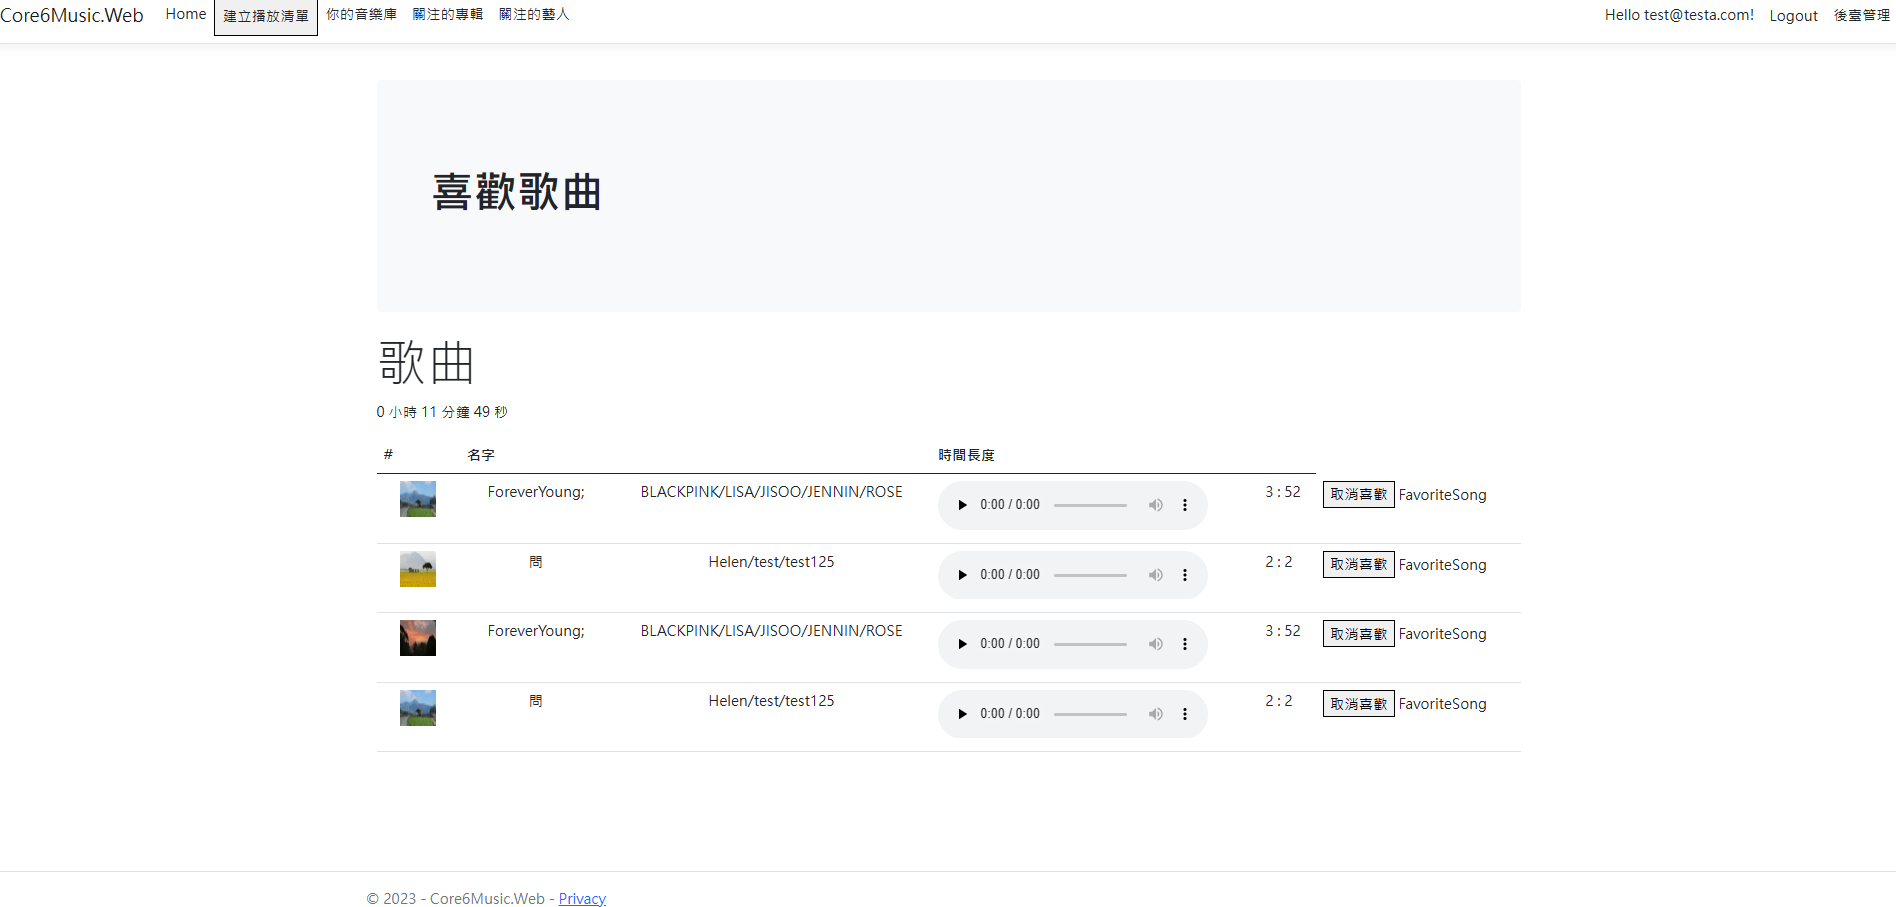 Core6Music.Web Home 建立播放清單 你的音樂庫 關注的專輯 關注的藝人 Hello test@testa.com! Logout 後臺管理
喜歡歌曲
歌曲
0 小時 11 分鐘 49 秒
# 名字 時間長度
ForeverYoung; BLACKPINK/LISA/JISOO/JENNIN/ROSE 0:00 / 0:00 3 : 52 取消喜歡 FavoriteSong
問 Helen/test/test125 0:00 / 0:00 2 : 2 取消喜歡 FavoriteSong
ForeverYoung; BLACKPINK/LISA/JISOO/JENNIN/ROSE 0:00 / 0:00 3 : 52 取消喜歡 FavoriteSong
問 Helen/test/test125 0:00 / 0:00 2 : 2 取消喜歡 FavoriteSong
© 2023 - Core6Music.Web - Privacy